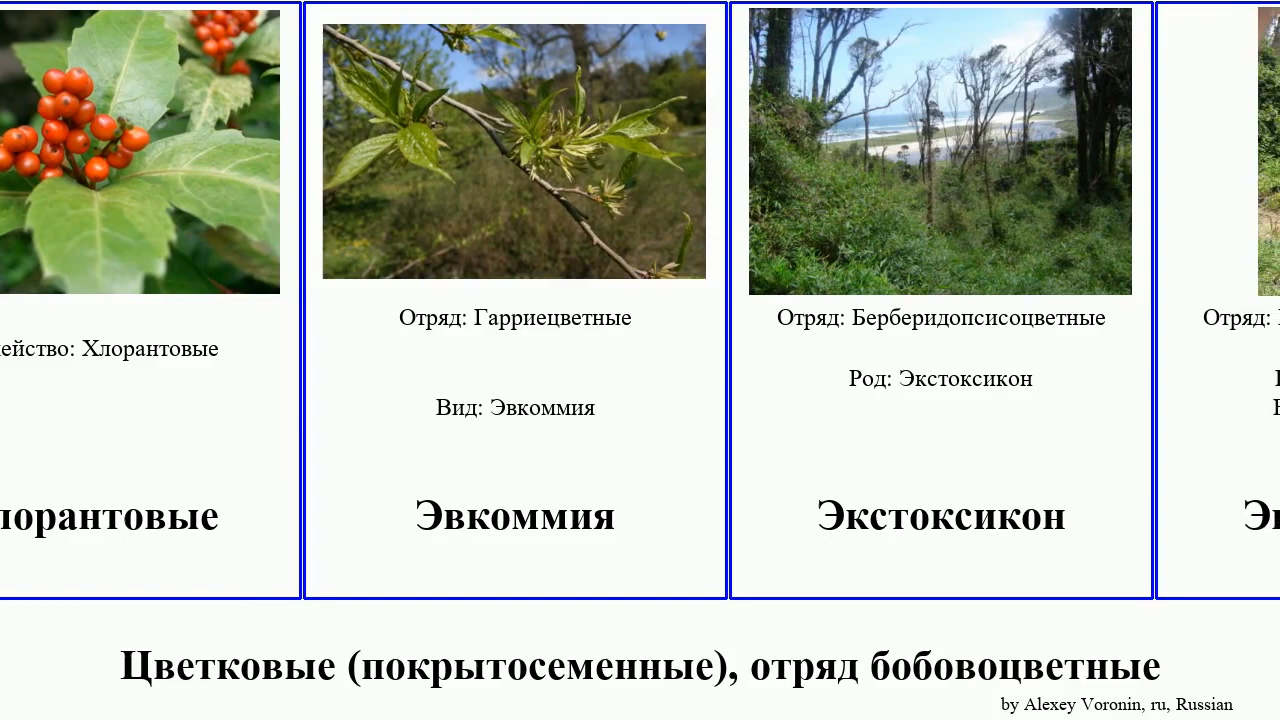 ейство: Хлорантовые
лорантовые
Отряд: Гарриецветные
Вид: Эвкоммия
Эвкоммия
Отряд: Берберидопсисоцветные
Род: Экстоксикон
Экстоксикон
Отряд:
Цветковые (покрытосеменные), отряд бобовоцветные
by Alexey Voronin, ru, Russian